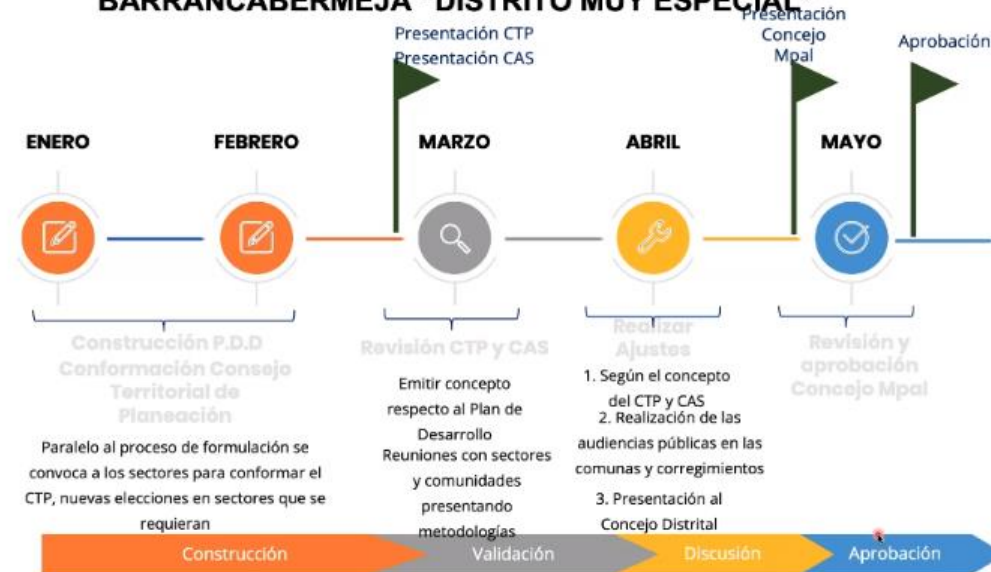 BARRANCABERMEJA "DISTRITO MUY ESPECIAL"
Presentación CTP
Presentación CAS
Presentación
Concejo
Mpal
Aprobación
ENERO
FEBRERO
MARZO
ABRIL
MAYO
Construcción P.D.D
Conformación Consejo
Territorial de
Planeación
Paralelo al proceso de formulación se
convoca a los sectores para conformar el
CTP, nuevas elecciones en sectores que se
requieran
Revisión CTP y CAS
Emitir concepto
respecto al Plan de
Desarrollo
Reuniones con sectores
y comunidades
presentando
metodologías
Realizar
Ajustes
1. Según el concepto
del CTP y CAS
2. Realización de las
audiencias públicas en las
comunas y corregimientos
3. Presentación al
Concejo Distrital
Revisión y
aprobación
Concejo Mpal
Construcción
Validación
Discusión
Aprobación